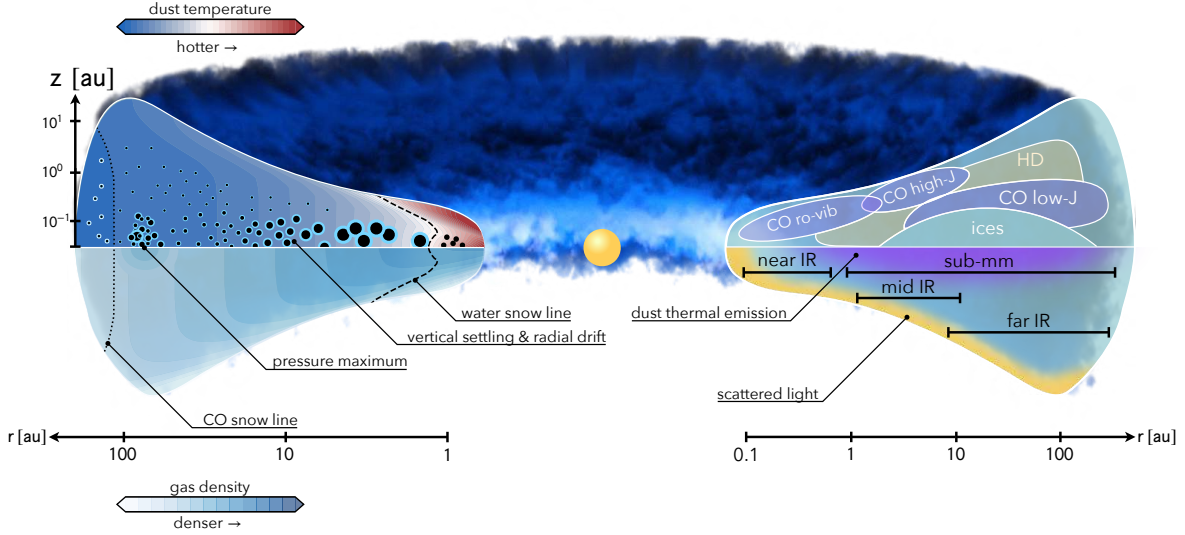 dust temperature
hotter →
z [au]
10¹
10⁰
10⁻¹
HD
CO high-J
CO ro-vib
CO low-J
ices
near IR
sub-mm
mid IR
far IR
water snow line
dust thermal emission
vertical settling & radial drift
pressure maximum
scattered light
CO snow line
r [au]
100
10
1
0.1
1
10
100
r [au]
gas density
denser →